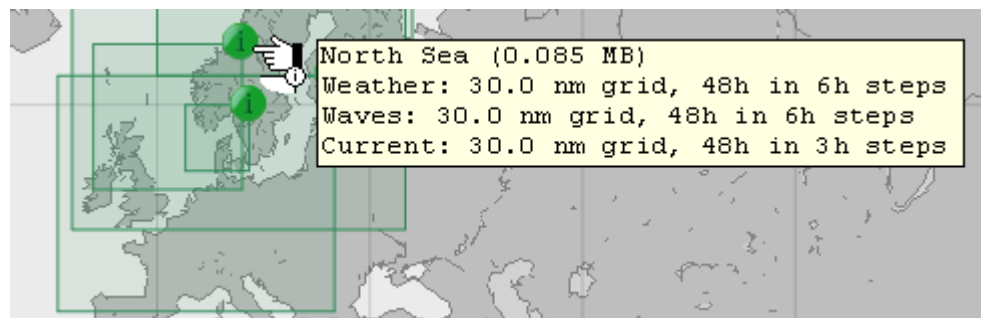 i
i
North Sea (0.085 MB)
Weather: 30.0 nm grid, 48h in 6h steps
Waves: 30.0 nm grid, 48h in 6h steps
Current: 30.0 nm grid, 48h in 3h steps